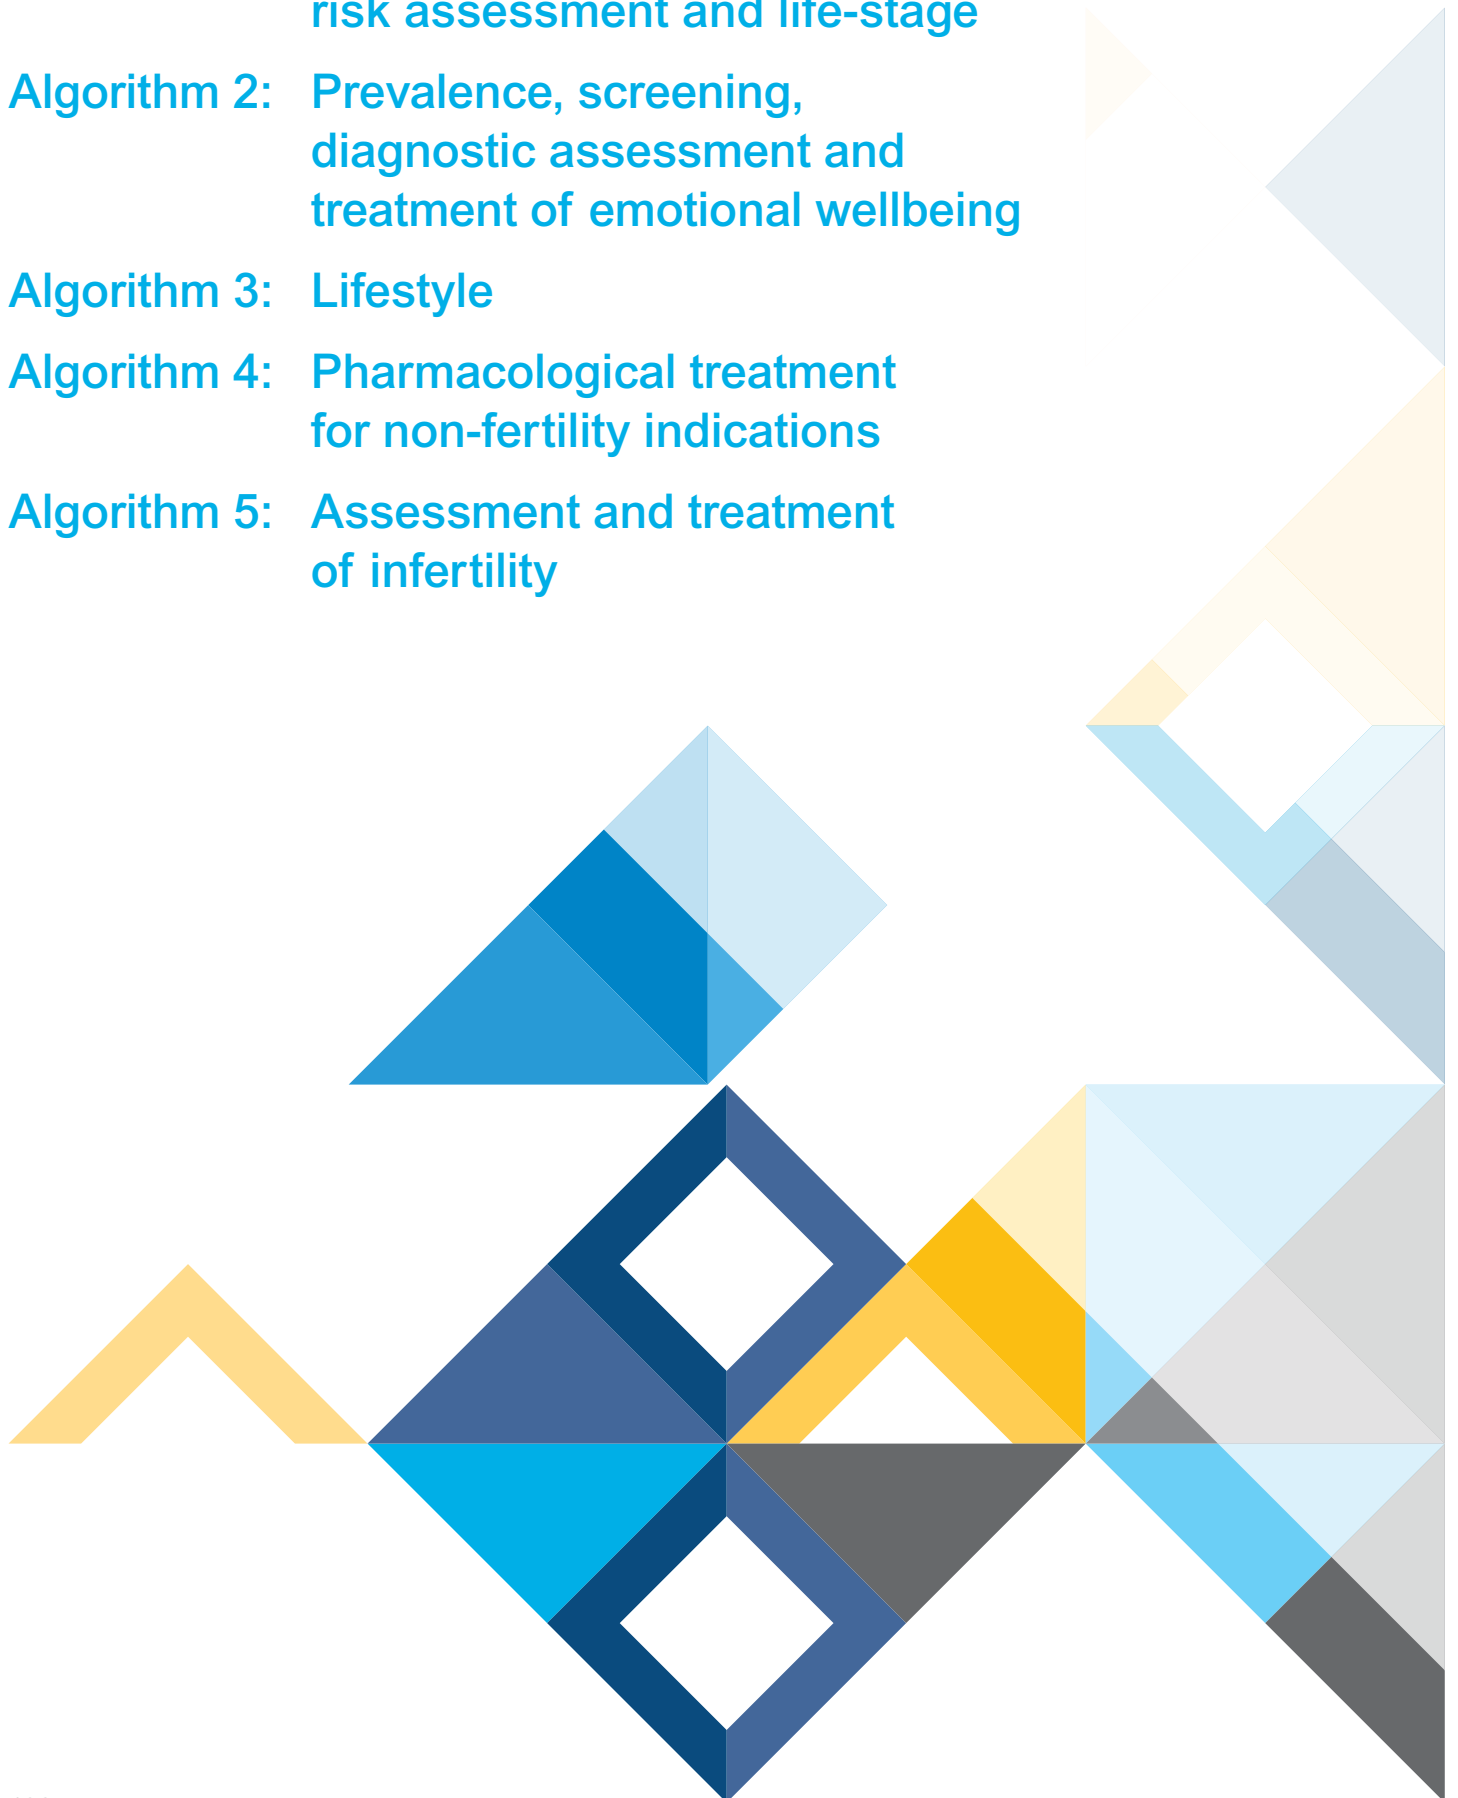 risk assessment and life-stage
Algorithm 2: Prevalence, screening,
diagnostic assessment and
treatment of emotional wellbeing
Algorithm 3: Lifestyle
Algorithm 4: Pharmacological treatment
for non-fertility indications
Algorithm 5: Assessment and treatment
of infertility